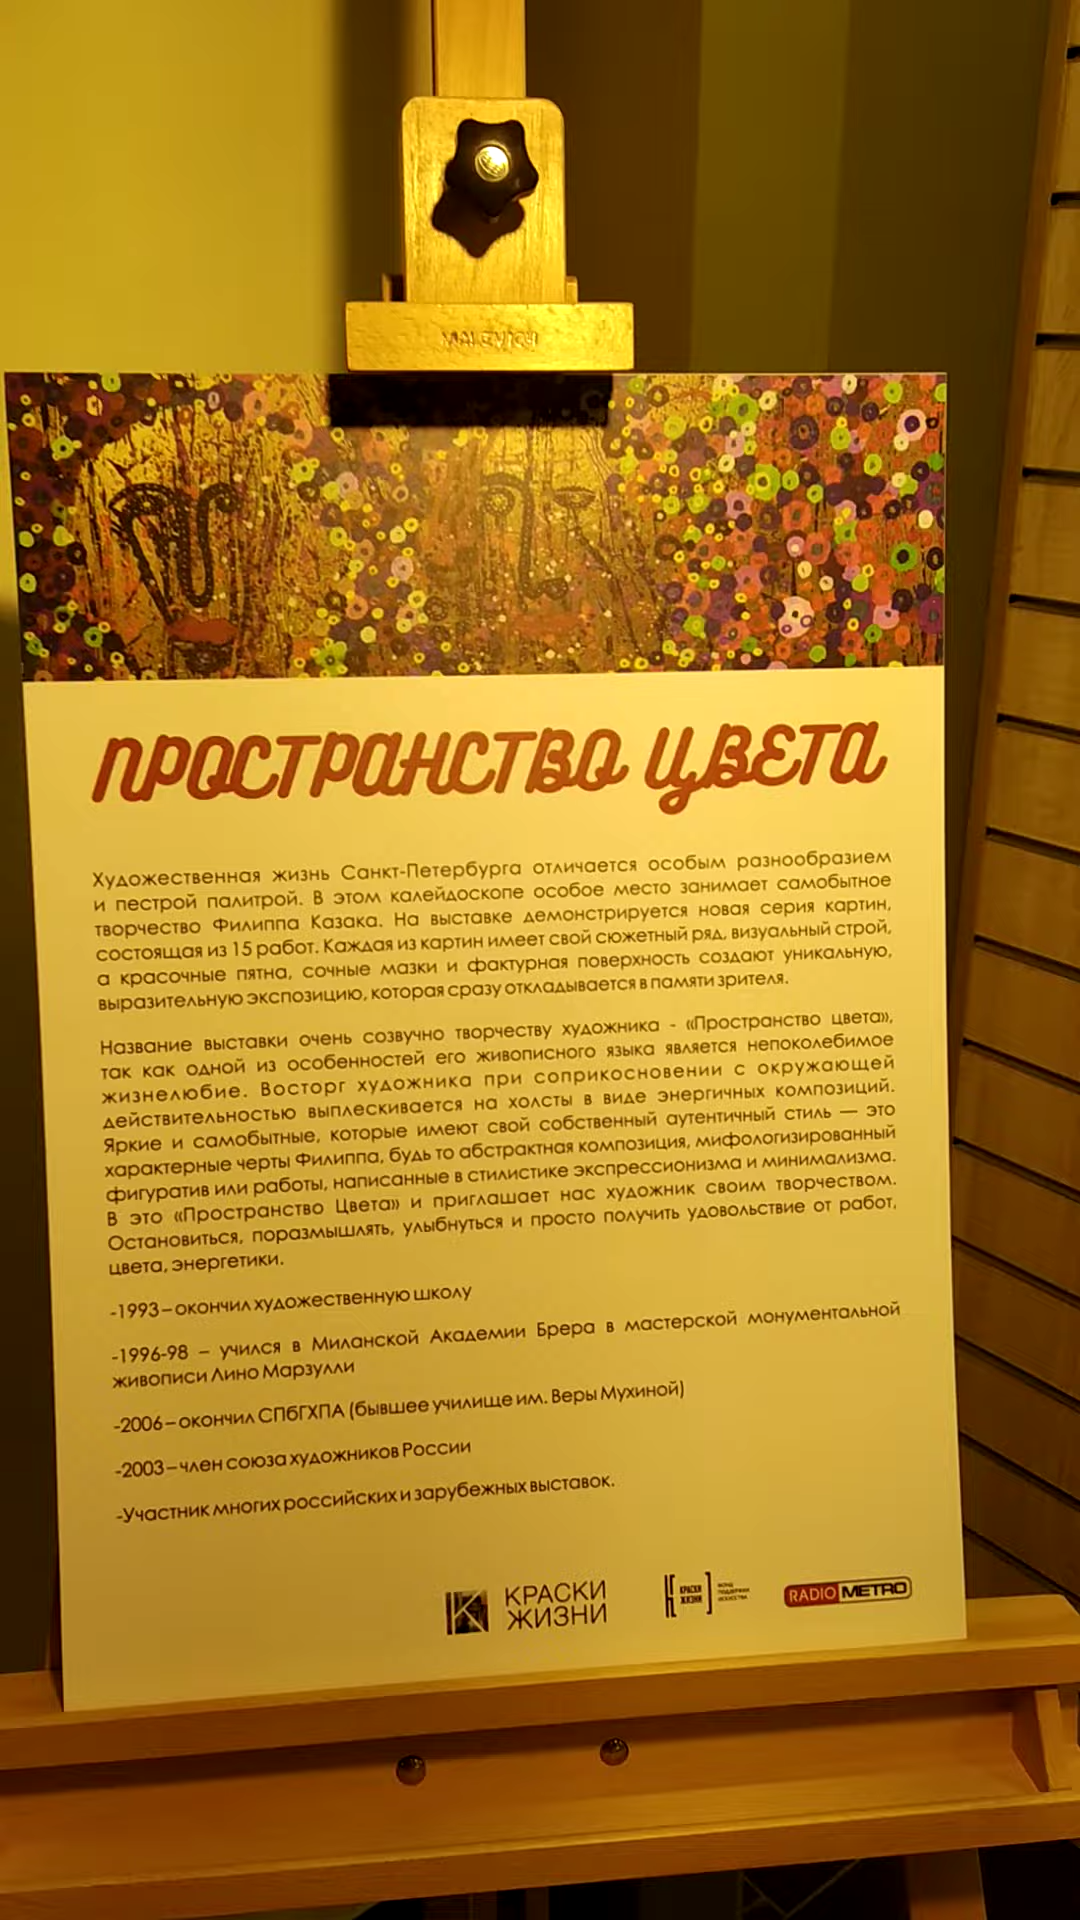 MALEVICH
ПРОСТРАНСТВО ЦВЕТА
Художественная жизнь Санкт-Петербурга отличается особым разнообразием
и пестрой палитрой. В этом калейдоскопе особое место занимает самобытное
творчество Филиппа Казака. На выставке демонстрируется новая серия картин,
состоящая из 15 работ. Каждая из картин имеет свой сюжетный ряд, визуальный строй,
а красочные пятна, сочные мазки и фактурная поверхность создают уникальную,
выразительную экспозицию, которая сразу откладывается в памяти зрителя.
Название выставки очень созвучно творчеству художника - «Пространство цвета»,
так как одной из особенностей его живописного языка является непоколебимое
жизнелюбие. Восторг художника при соприкосновении с окружающей
действительностью выплескивается на холсты в виде энергичных композиций.
Яркие и самобытные, которые имеют свой собственный аутентичный стиль — это
характерные черты Филиппа, будь то абстрактная композиция, мифологизированный
фигуратив или работы, написанные в стилистике экспрессионизма и минимализма.
В это «Пространство Цвета» и приглашает нас художник своим творчеством.
Остановиться, поразмышлять, улыбнуться и просто получить удовольствие от работ,
цвета, энергетики.
-1993 – окончил художественную школу
-1996-98 – учился в Миланской Академии Брера в мастерской монументальной
живописи Лино Марзулли
-2006 – окончил СПбГХПА (бывшее училище им. Веры Мухиной)
-2003 – член союза художников России
-Участник многих российских и зарубежных выставок.
КРАСКИ
ЖИЗНИ
КРАСКИ
ЖИЗНИ
ФОНД
ПОДДЕРЖКИ
ИСКУССТВА
RADIO METRO